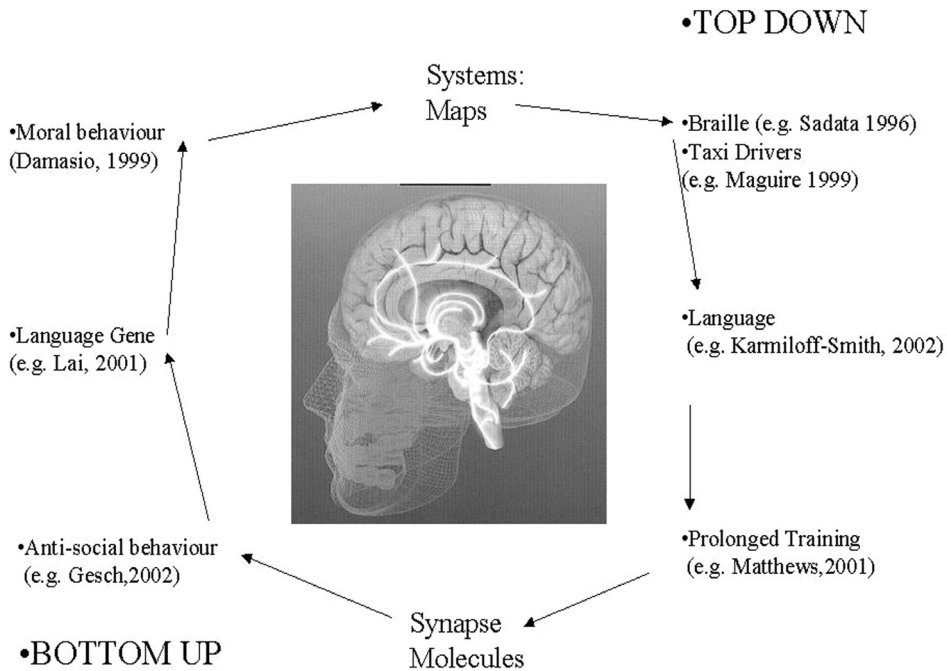 •TOP DOWN
Systems:
Maps
•Moral behaviour
(Damasio, 1999)
•Braille (e.g. Sadata 1996)
•Taxi Drivers
(e.g. Maguire 1999)
•Language Gene
(e.g. Lai, 2001)
•Language
(e.g. Karmiloff-Smith, 2002)
•Anti-social behaviour
(e.g. Gesch,2002)
•Prolonged Training
(e.g. Matthews,2001)
Synapse
Molecules
•BOTTOM UP